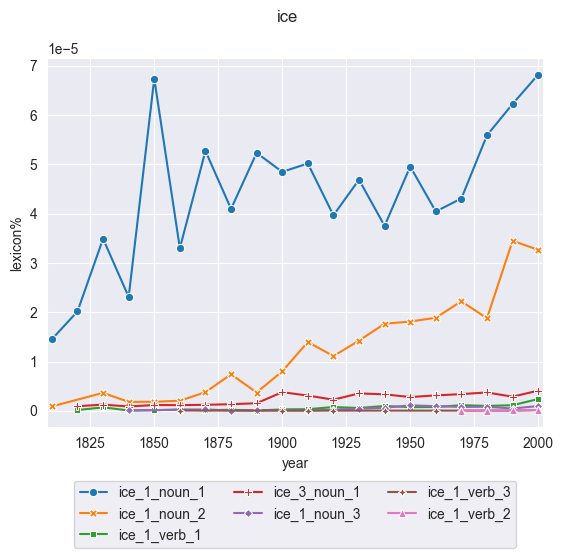 ice
1e−5
7
6
5
4
3
2
1
0
lexicon%
1825 1850 1875 1900 1925 1950 1975 2000
year
ice_1_noun_1 ice_3_noun_1 ice_1_verb_3
ice_1_noun_2 ice_1_noun_3 ice_1_verb_2
ice_1_verb_1